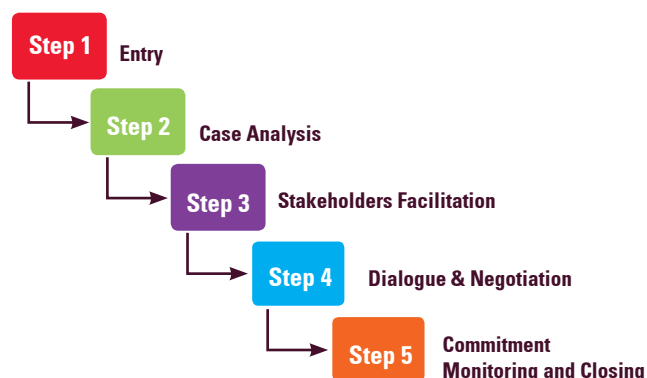 Step 1
Entry
Step 2
Case Analysis
Step 3
Stakeholders Facilitation
Step 4
Dialogue & Negotiation
Step 5
Commitment
Monitoring and Closing